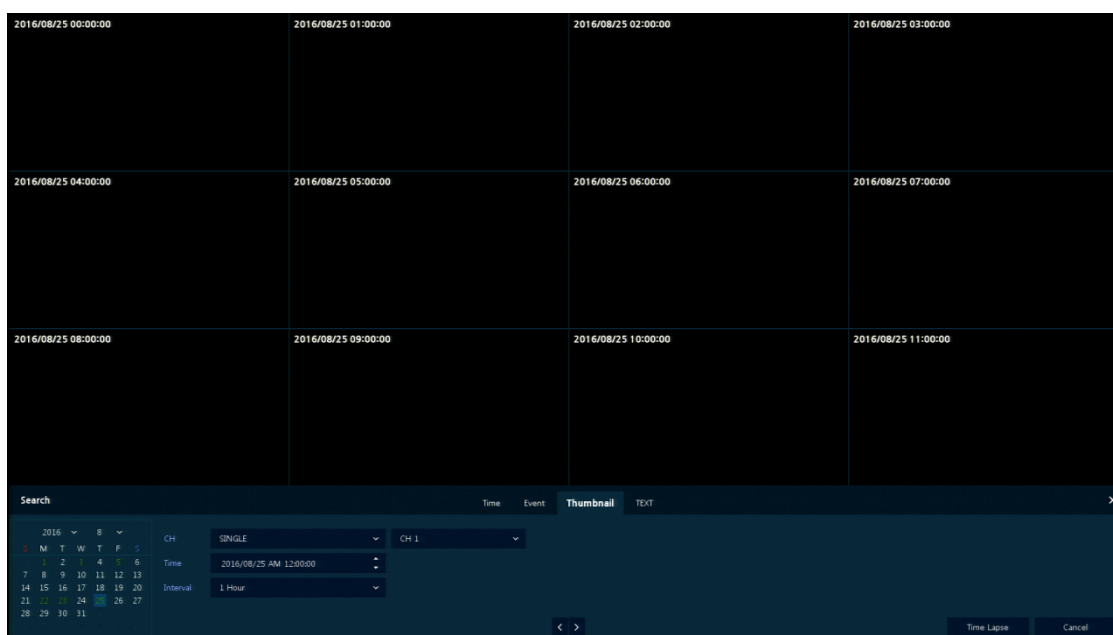 2016/08/25 00:00:00 2016/08/25 01:00:00 2016/08/25 02:00:00 2016/08/25 03:00:00
2016/08/25 04:00:00 2016/08/25 05:00:00 2016/08/25 06:00:00 2016/08/25 07:00:00
2016/08/25 08:00:00 2016/08/25 09:00:00 2016/08/25 10:00:00 2016/08/25 11:00:00
Search
Time Event Thumbnail TEXT
2016 8
S M T W T F S
1 2 3 4 5 6
7 8 9 10 11 12 13
14 15 16 17 18 19 20
21 22 23 24 25 26 27
28 29 30 31
CH SINGLE CH 1
Time 2016/08/25 AM 12:00:00
Interval 1 Hour
< >
Time Lapse Cancel